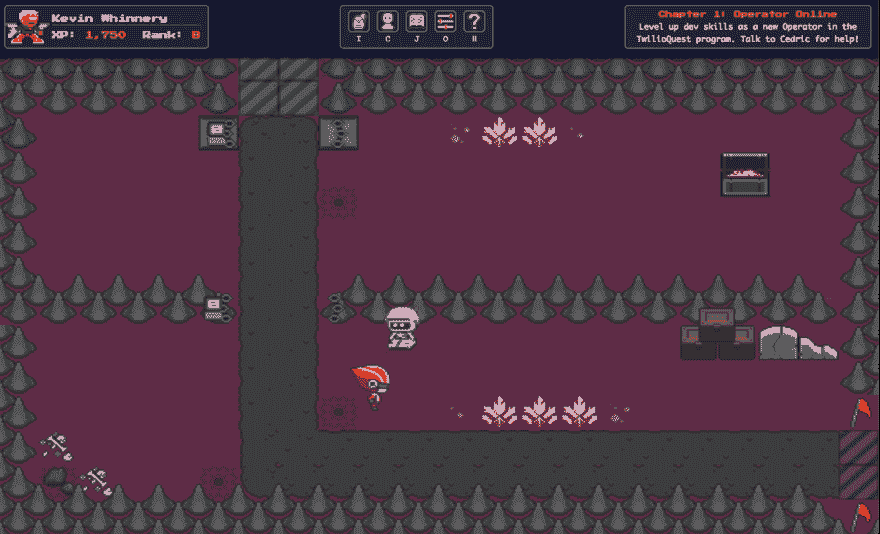 Kevin Whinnery
XP: 1,750 Rank: 8
I C J O H
Chapter 1: Operator Online
Level up dev skills as a new Operator in the
TwilioQuest program. Talk to Cedric for help!